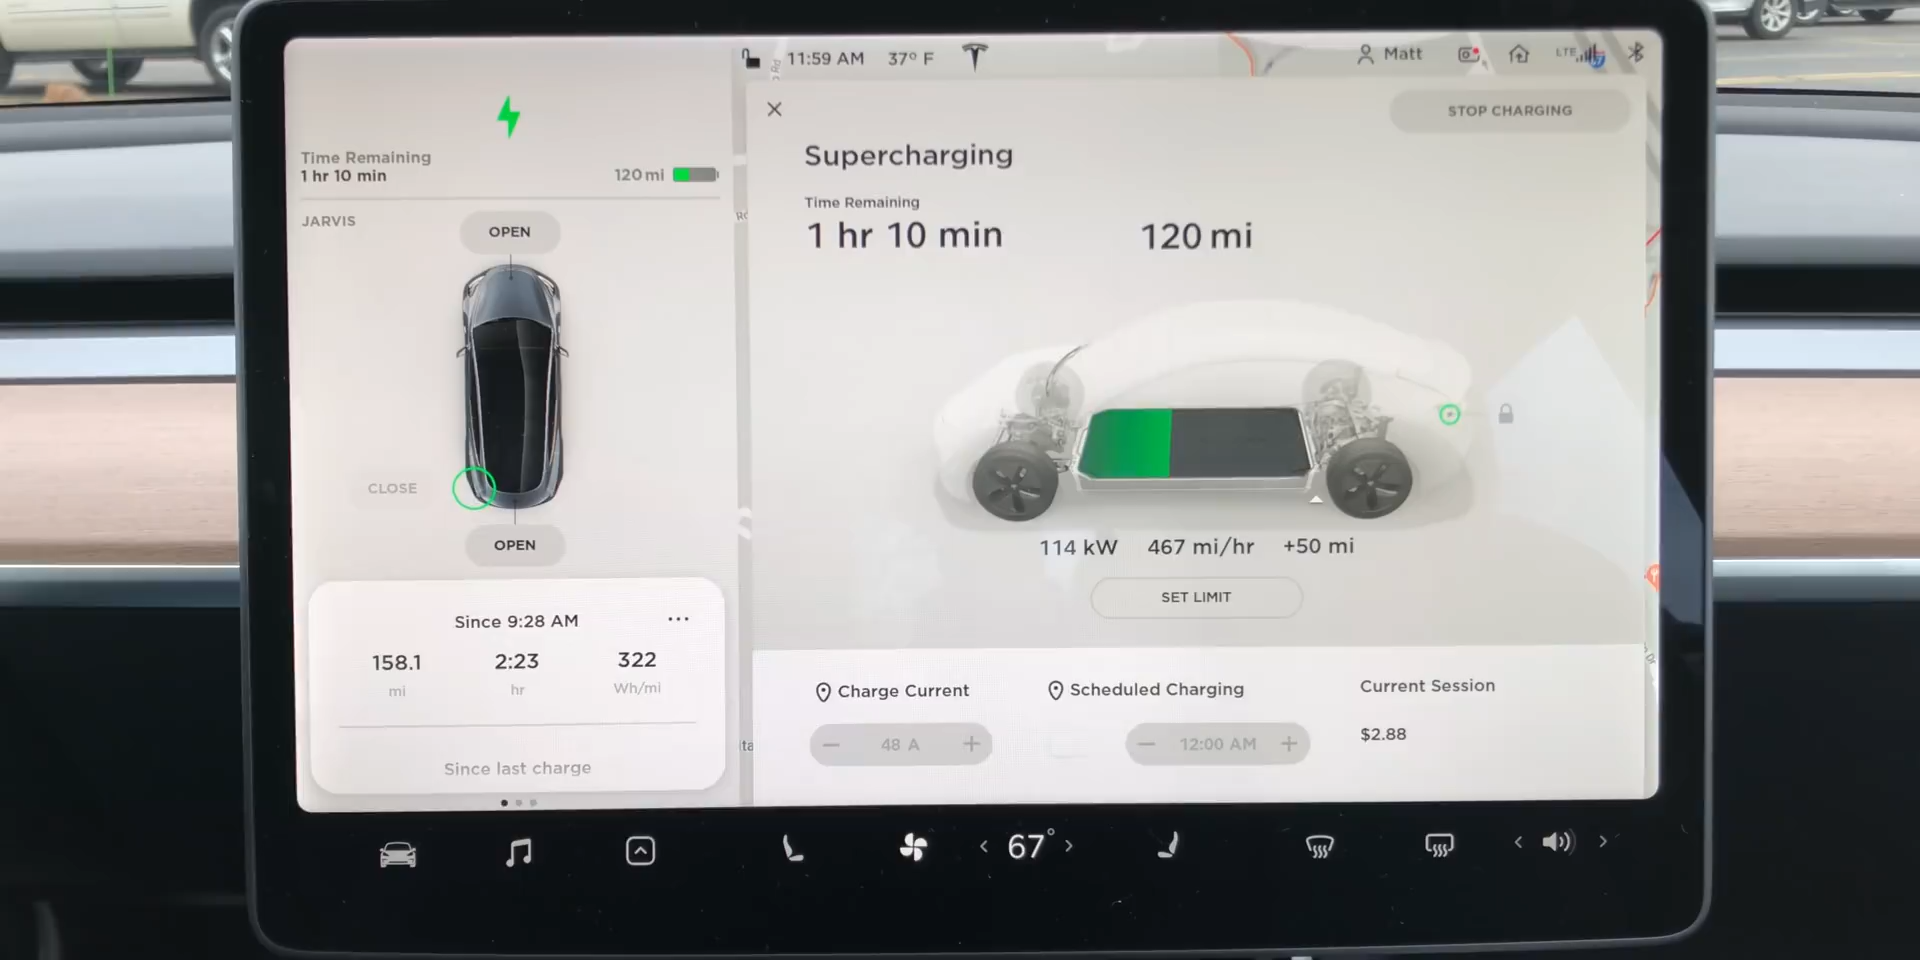 11:59 AM 37° F
Matt
LTE
Time Remaining
1 hr 10 min
120 mi
JARVIS
OPEN
CLOSE
OPEN
Since 9:28 AM
158.1 2:23 322
mi hr Wh/mi
Since last charge
STOP CHARGING
Supercharging
Time Remaining
1 hr 10 min 120 mi
114 kW 467 mi/hr +50 mi
SET LIMIT
Charge Current Scheduled Charging Current Session
48 A 12:00 AM $2.88
67°